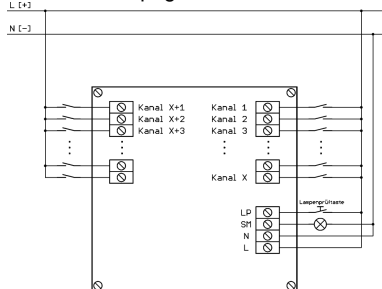 L [+]
N [-]
Kanal X+1
Kanal X+2
Kanal X+3
Kanal 1
Kanal 2
Kanal 3
Kanal X
Lampenprüftaste
LP
SM
N
L